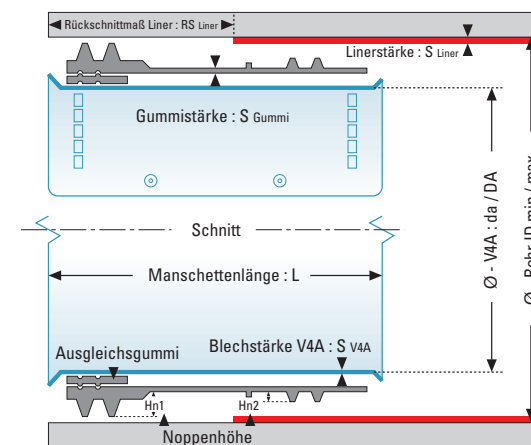 Rückschnittmaß Liner : RS Liner
Linerstärke : S Liner
Gummistärke : S Gummi
Ø - V4A : da / DA
Ø - Rohr ID min / max
Schnitt
Manschettenlänge : L
Blechstärke V4A : S V4A
Ausgleichsgummi
Hn1
Hn2
Noppenhöhe